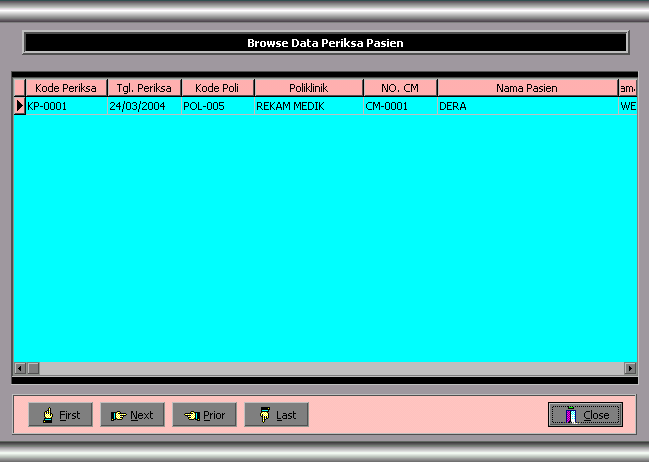 Browse Data Periksa Pasien
Kode Periksa Tgl. Periksa Kode Poli Poliklinik NO. CM Nama Pasien ama
KP-0001 24/03/2004 POL-005 REKAM MEDIK CM-0001 DERA WE
First Next Prior Last Close